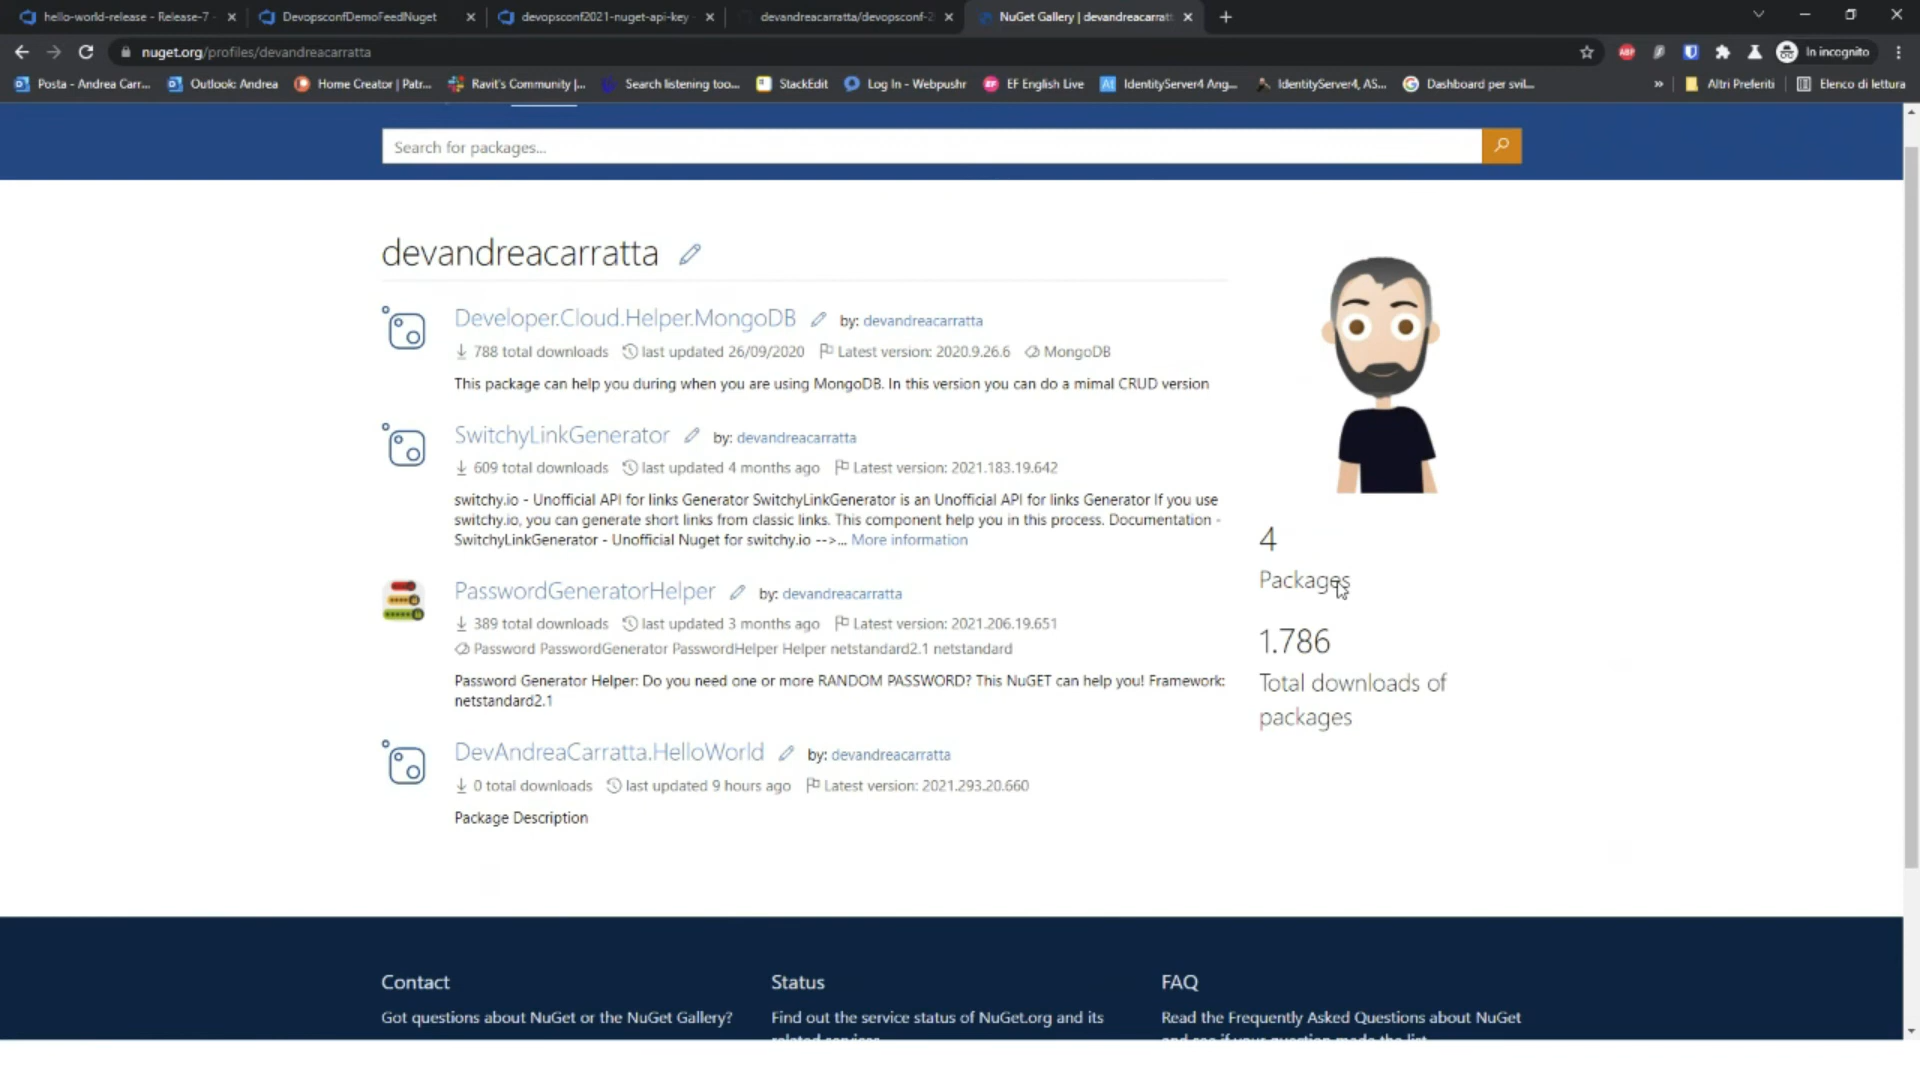 hello-world-release - Release-7
DevopsconfDemoFeedNuget
devopsconf2021-nuget-api-key
devandreacarratta/devopsconf-2
NuGet Gallery | devandreacarratt
nuget.org/profiles/devandreacarratta
ABP
In incognito
Posta - Andrea Carr...
Outlook: Andrea
Home Creator | Patr...
Ravit's Community |...
Search listening too...
StackEdit
Log In - Webpushr
EF English Live
IdentityServer4 Ang...
IdentityServer4, AS...
Dashboard per svil...
»
Altri Preferiti
Elenco di lettura
Search for packages...
devandreacarratta
Developer.Cloud.Helper.MongoDB by: devandreacarratta
788 total downloads last updated 26/09/2020 Latest version: 2020.9.26.6 MongoDB
This package can help you during when you are using MongoDB. In this version you can do a mimal CRUD version
SwitchyLinkGenerator by: devandreacarratta
609 total downloads last updated 4 months ago Latest version: 2021.183.19.642
switchy.io - Unofficial API for links Generator SwitchyLinkGenerator is an Unofficial API for links Generator If you use
switchy.io, you can generate short links from classic links. This component help you in this process. Documentation -
SwitchyLinkGenerator - Unofficial Nuget for switchy.io -->... More information
PasswordGeneratorHelper by: devandreacarratta
389 total downloads last updated 3 months ago Latest version: 2021.206.19.651
Password PasswordGenerator PasswordHelper Helper netstandard2.1 netstandard
Password Generator Helper: Do you need one or more RANDOM PASSWORD? This NuGET can help you! Framework:
netstandard2.1
DevAndreaCarratta.HelloWorld by: devandreacarratta
0 total downloads last updated 9 hours ago Latest version: 2021.293.20.660
Package Description
4
Packages
1.786
Total downloads of
packages
Contact
Got questions about NuGet or the NuGet Gallery?
Status
Find out the service status of NuGet.org and its
related services.
FAQ
Read the Frequently Asked Questions about NuGet
and see if your question made the list.